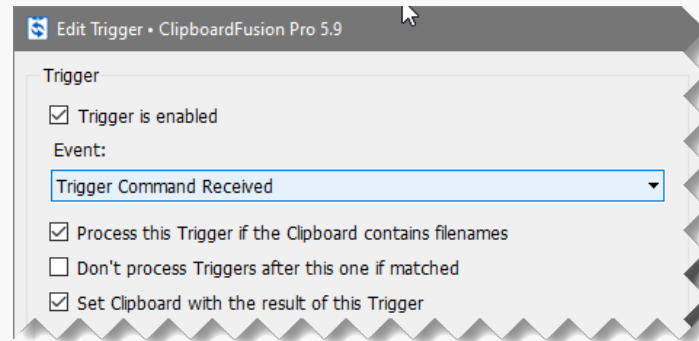 Edit Trigger • ClipboardFusion Pro 5.9
Trigger
Trigger is enabled
Event:
Trigger Command Received
Process this Trigger if the Clipboard contains filenames
Don't process Triggers after this one if matched
Set Clipboard with the result of this Trigger